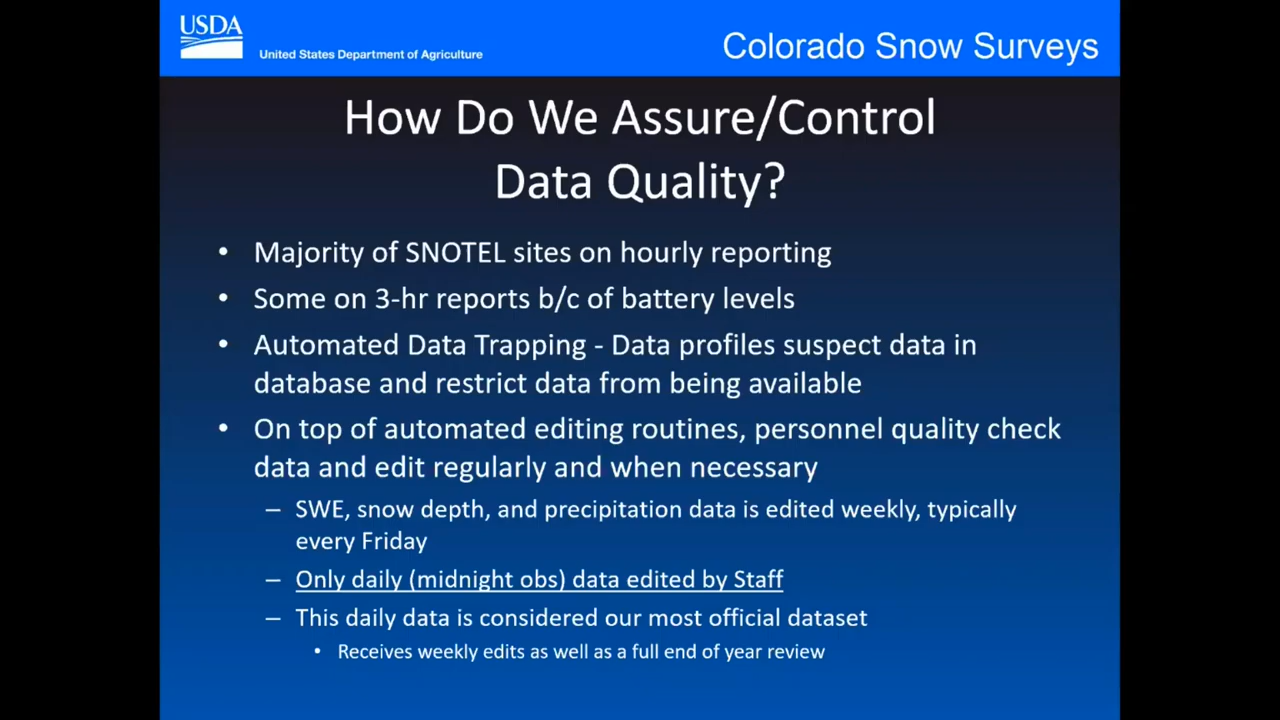 USDA
United States Department of Agriculture
Colorado Snow Surveys
How Do We Assure/Control
Data Quality?
• Majority of SNOTEL sites on hourly reporting
• Some on 3-hr reports b/c of battery levels
• Automated Data Trapping - Data profiles suspect data in
database and restrict data from being available
• On top of automated editing routines, personnel quality check
data and edit regularly and when necessary
– SWE, snow depth, and precipitation data is edited weekly, typically
every Friday
– Only daily (midnight obs) data edited by Staff
– This daily data is considered our most official dataset
• Receives weekly edits as well as a full end of year review